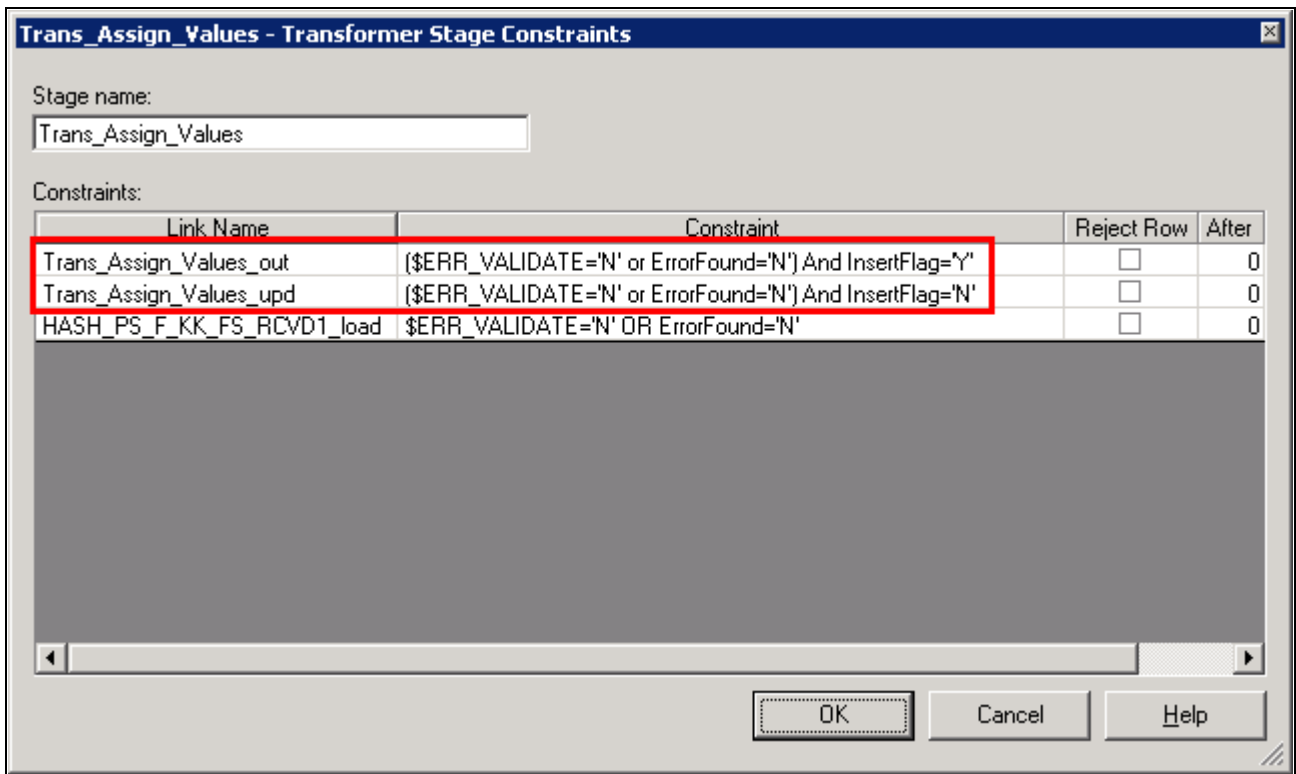 Trans_Assign_Values - Transformer Stage Constraints
Stage name:
Trans_Assign_Values
Constraints:
Link Name Constraint Reject Row After
Trans_Assign_Values_out ($ERR_VALIDATE='N' or ErrorFound='N') And InsertFlag='Y' 0
Trans_Assign_Values_upd ($ERR_VALIDATE='N' or ErrorFound='N') And InsertFlag='N' 0
HASH_PS_F_KK_FS_RCVD1_load $ERR_VALIDATE='N' OR ErrorFound='N' 0
OK Cancel Help